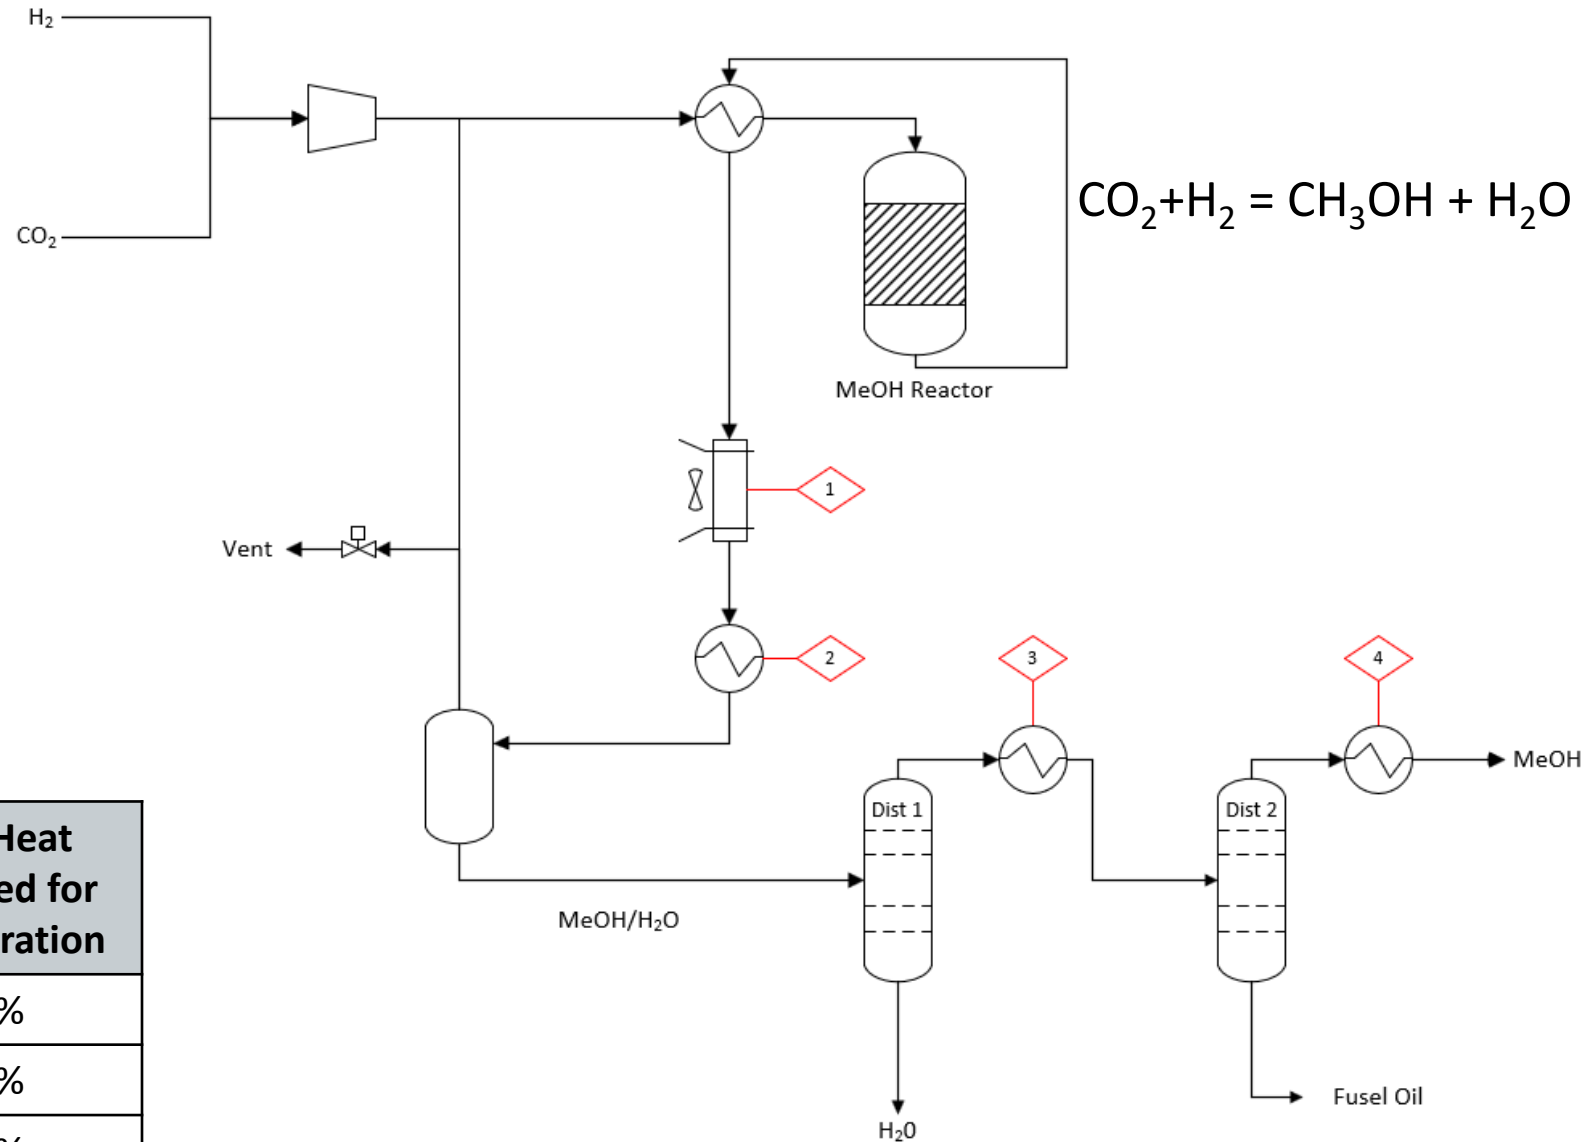 H₂
CO₂
CO₂+H₂ = CH₃OH + H₂O
MeOH Reactor
1
Vent
2
3
4
MeOH
Dist 1
Dist 2
Heat
ed for
ration
%
%
%
MeOH/H₂O
Fusel Oil
H₂0